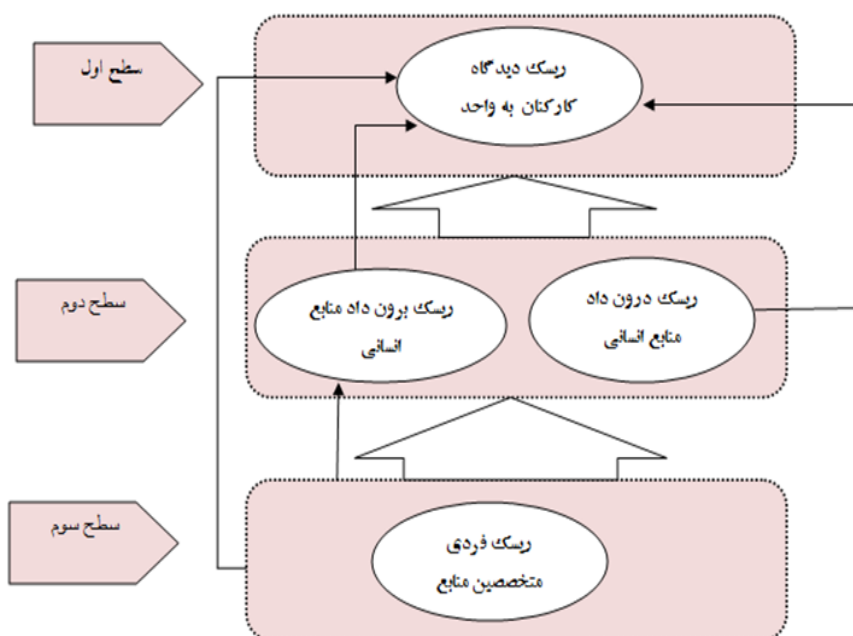 سطح اول
ریسک دیدگاه
کارکنان به واحد
سطح دوم
ریسک درون داد
منابع انسانی
ریسک برون داد منابع
انسانی
سطح سوم
ریسک فردی
متخصصین منابع